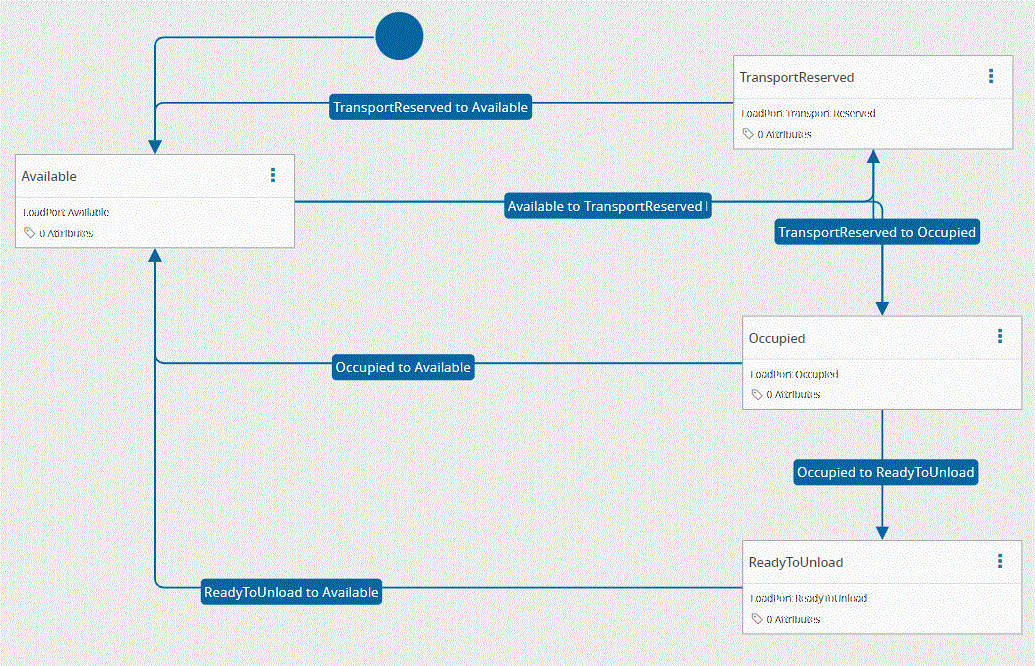 TransportReserved
LoadPort.Transport.Reserved
0 Attributes
TransportReserved to Available
Available
LoadPort.Available
0 Attributes
Available to TransportReserved
TransportReserved to Occupied
Occupied
LoadPort.Occupied
0 Attributes
Occupied to Available
Occupied to ReadyToUnload
ReadyToUnload
LoadPort.ReadyToUnload
0 Attributes
ReadyToUnload to Available